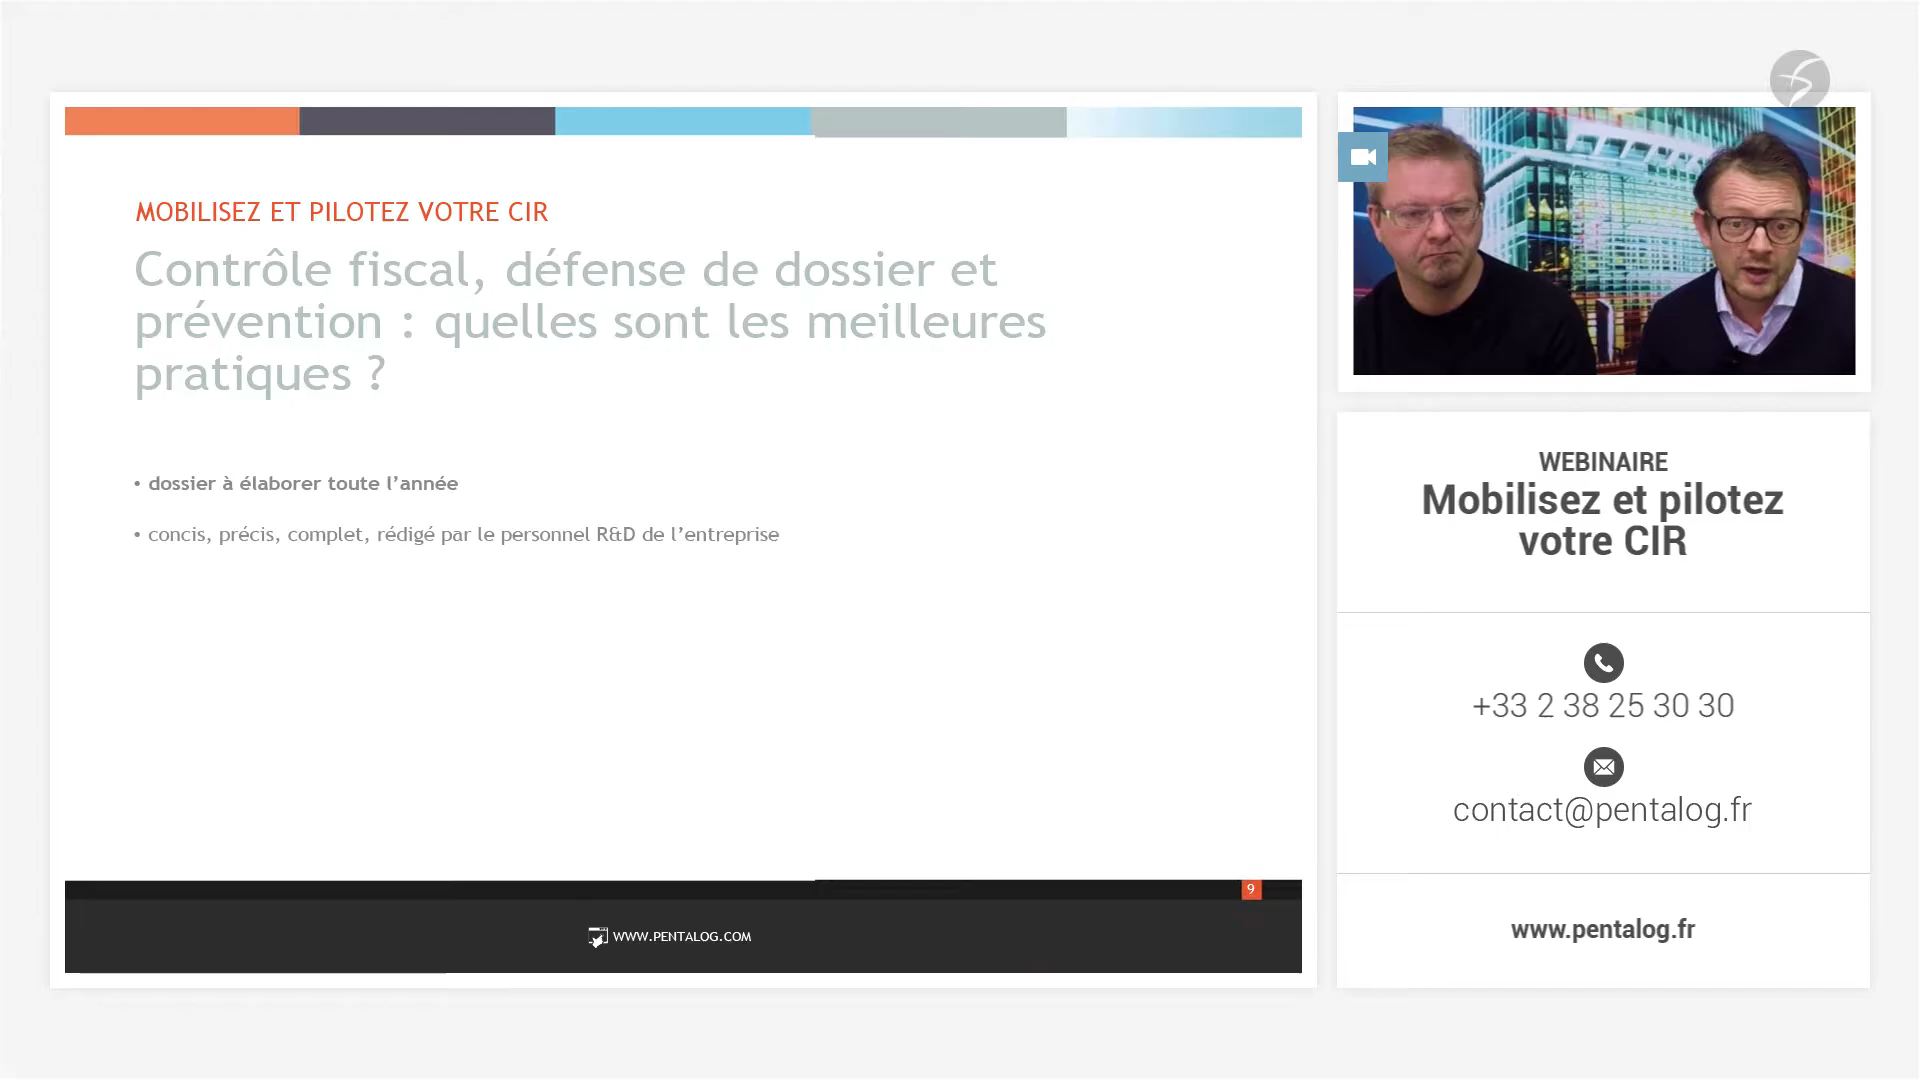 MOBILISEZ ET PILOTEZ VOTRE CIR
Contrôle fiscal, défense de dossier et
prévention : quelles sont les meilleures
pratiques ?
• dossier à élaborer toute l’année
• concis, précis, complet, rédigé par le personnel R&D de l’entreprise
9
WWW.PENTALOG.COM
WEBINAIRE
Mobilisez et pilotez
votre CIR
+33 2 38 25 30 30
contact@pentalog.fr
www.pentalog.fr